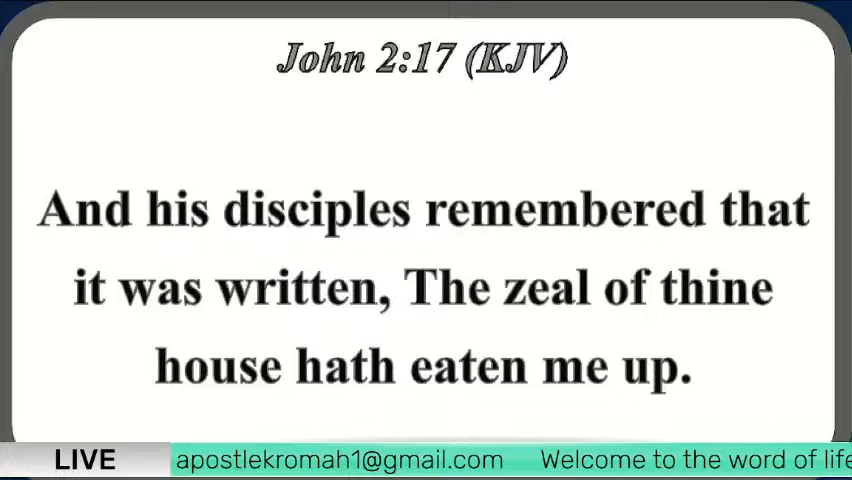 John 2:17 (KJV)
And his disciples remembered that
it was written, The zeal of thine
house hath eaten me up.
LIVE apostlekromah1@gmail.com Welcome to the word of life